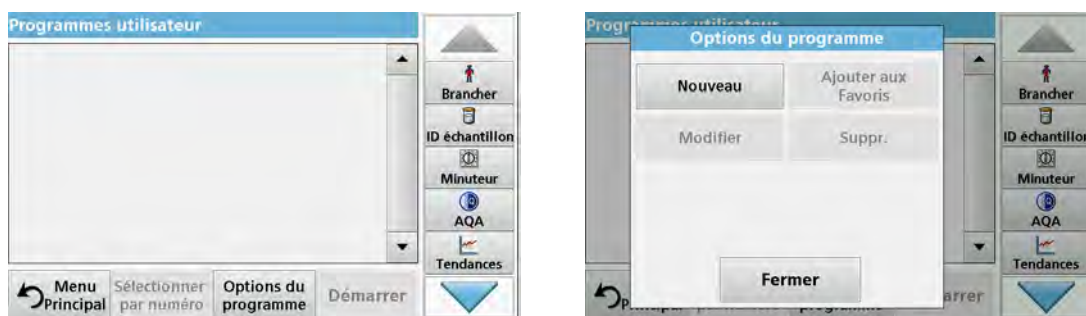 Programmes utilisateur
Brancher
ID échantillon
Minuteur
AQA
Tendances
Menu
Principal
Sélectionner
par numéro
Options du
programme
Démarrer
Options du programme
Nouveau
Ajouter aux
Favoris
Modifier
Suppr.
Fermer
Brancher
ID échantillon
Minuteur
AQA
Tendances